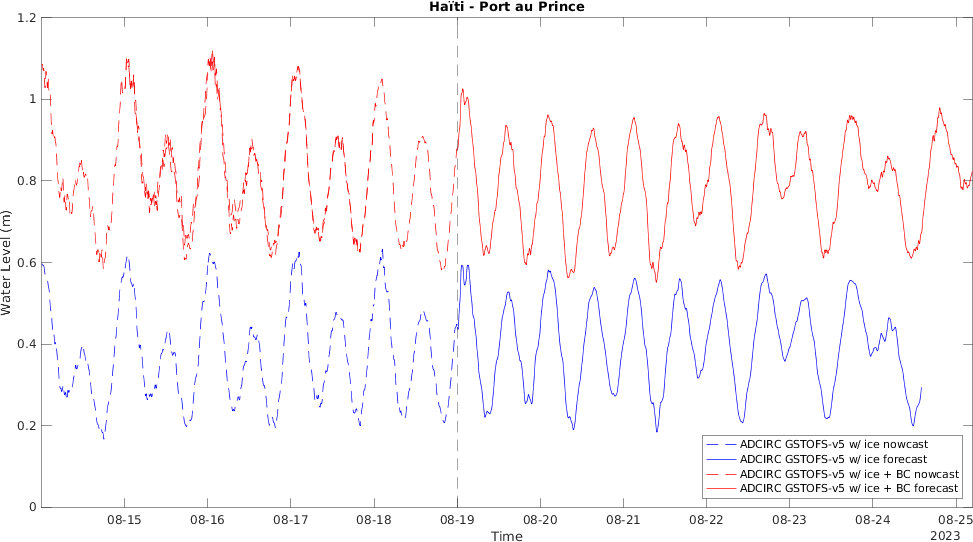 Haïti - Port au Prince
1.2
1
0.8
0.6
0.4
0.2
0
Water Level (m)
ADCIRC GSTOFS-v5 w/ ice nowcast
ADCIRC GSTOFS-v5 w/ ice forecast
ADCIRC GSTOFS-v5 w/ ice + BC nowcast
ADCIRC GSTOFS-v5 w/ ice + BC forecast
08-15 08-16 08-17 08-18 08-19 08-20 08-21 08-22 08-23 08-24 08-25
Time
2023